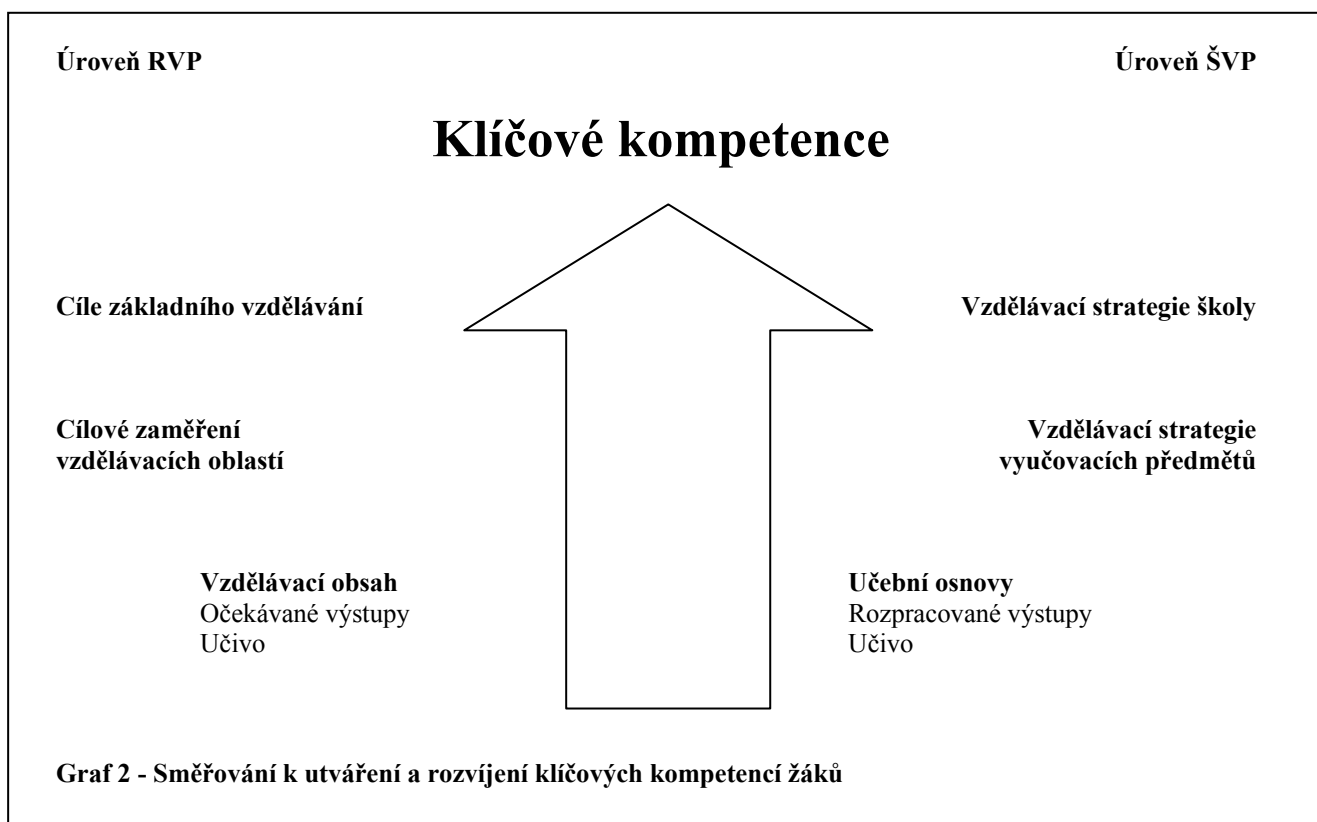 Úroveň RVP
Úroveň ŠVP
Klíčové kompetence
Cíle základního vzdělávání
Vzdělávací strategie školy
Cílové zaměření
vzdělávacích oblastí
Vzdělávací strategie
vyučovacích předmětů
Vzdělávací obsah
Očekávané výstupy
Učivo
Učební osnovy
Rozpracované výstupy
Učivo
Graf 2 - Směřování k utváření a rozvíjení klíčových kompetencí žáků